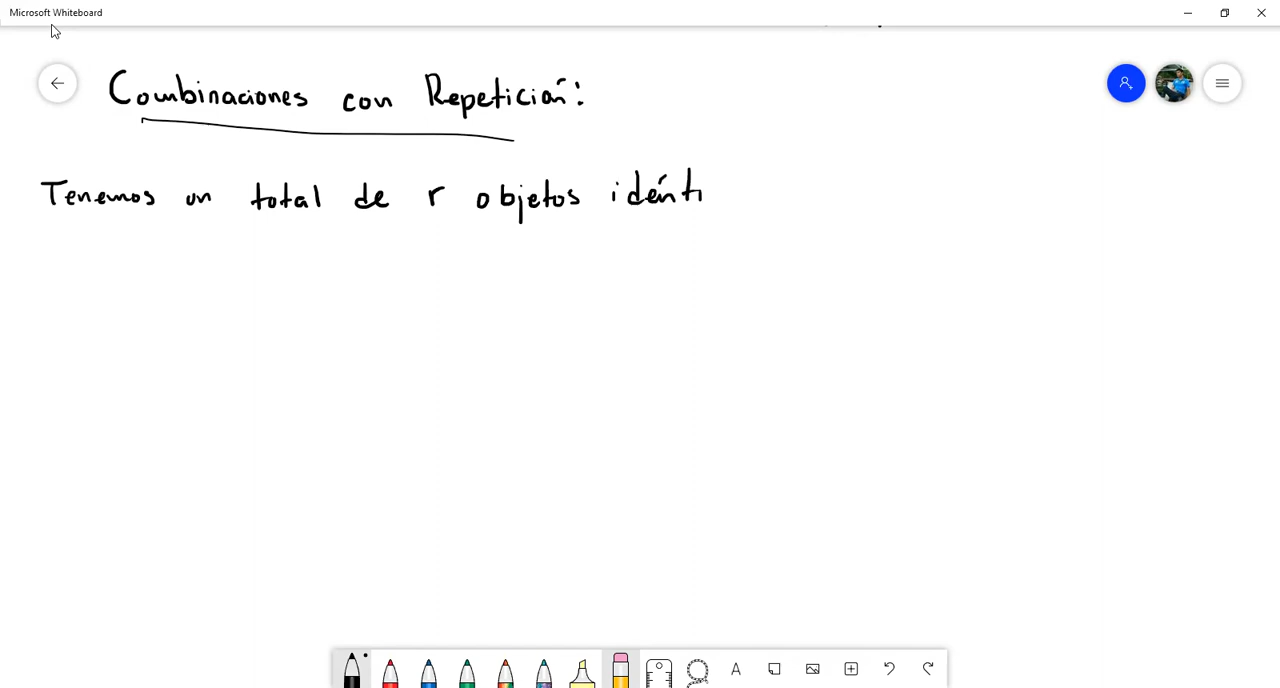 Microsoft Whiteboard
Combinaciones con Repetición:
Tenemos un total de r objetos idénti
A